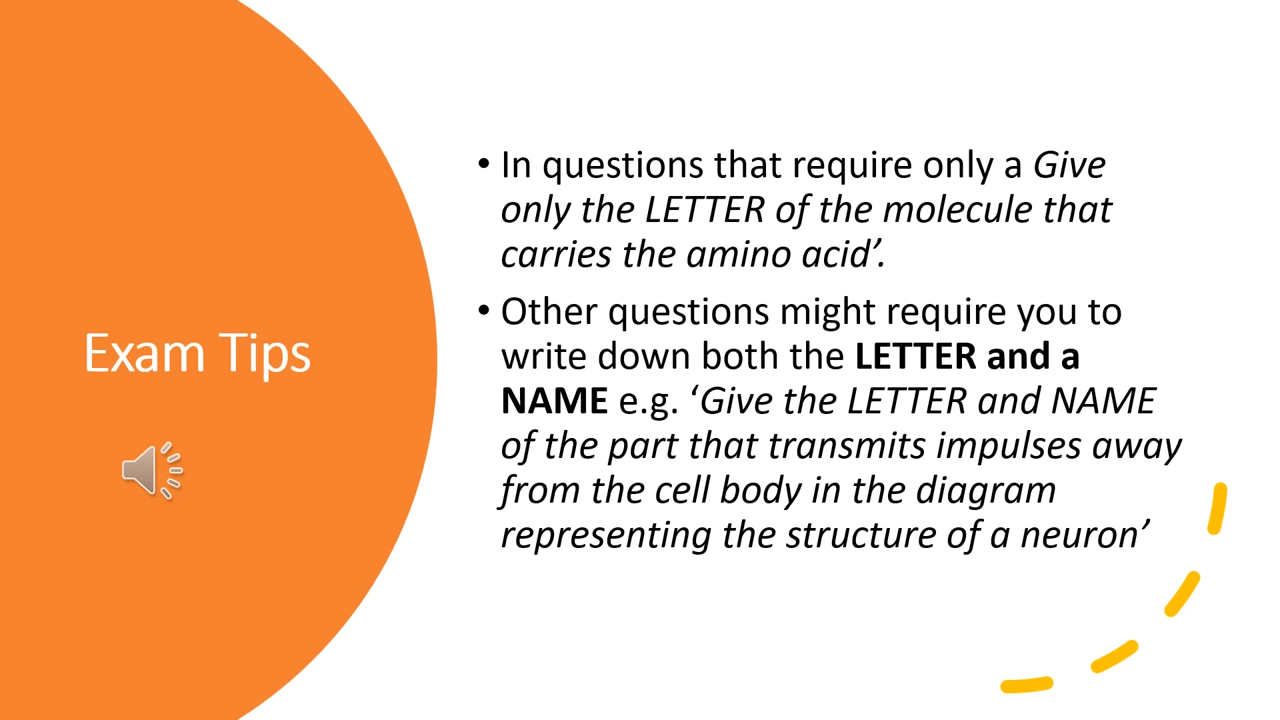 Exam Tips
• In questions that require only a Give
only the LETTER of the molecule that
carries the amino acid’.
• Other questions might require you to
write down both the LETTER and a
NAME e.g. ‘Give the LETTER and NAME
of the part that transmits impulses away
from the cell body in the diagram
representing the structure of a neuron’